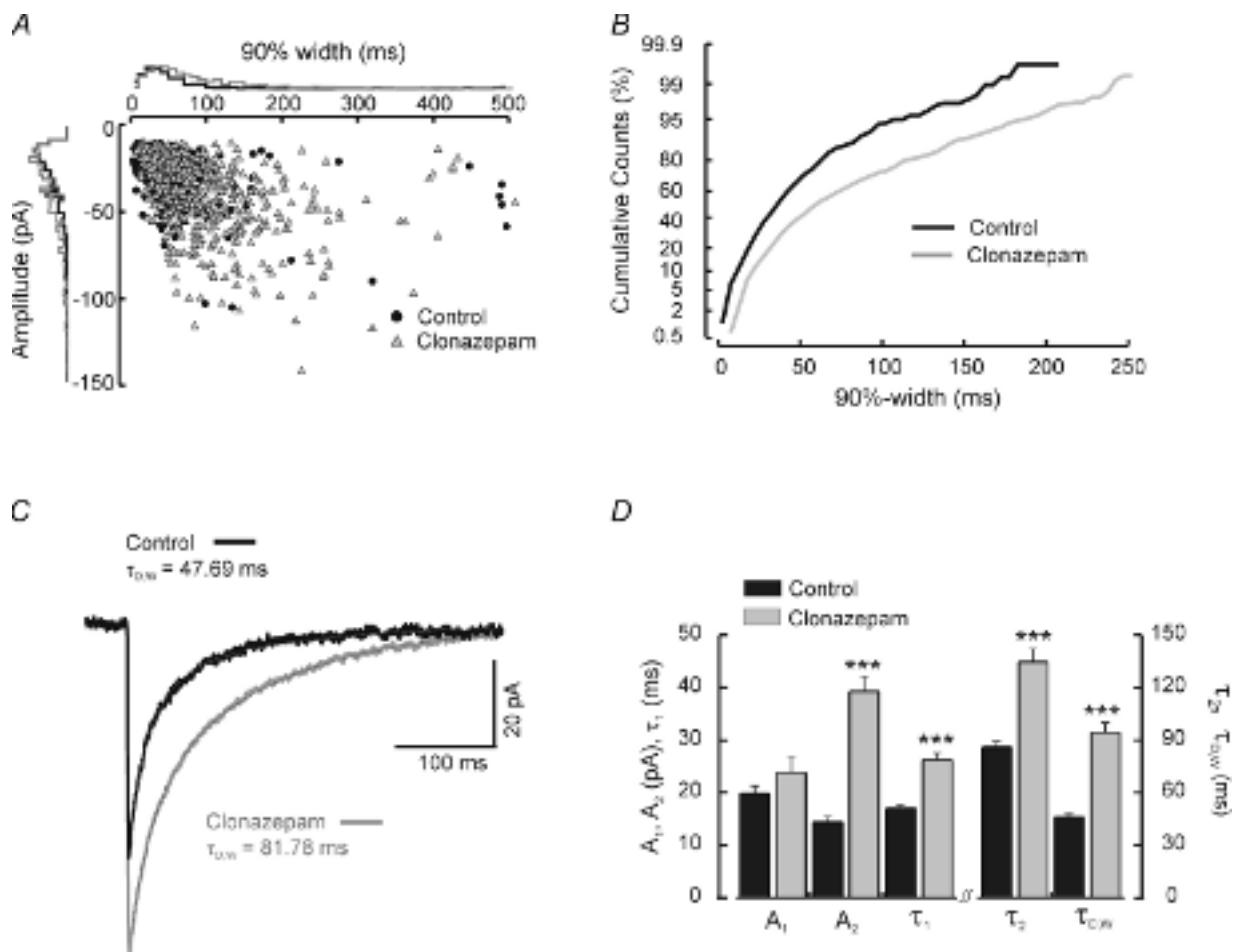 A
90% width (ms)
0 100 200 300 400 500
0
-50
-100
-150
Amplitude (pA)
Control
Clonazepam
B
99.9
99
95
80
60
40
20
10
5
2
0.5
Cumulative Counts (%)
Control
Clonazepam
0 50 100 150 200 250
90%-width (ms)
C
Control
τD,W = 47.69 ms
20 pA
100 ms
Clonazepam
τD,W = 81.78 ms
D
Control
Clonazepam
50
40
30
20
10
0
A1, A2 (pA), τ1 (ms)
***
***
***
***
150
120
90
60
30
0
τ2, τD,W (ms)
A1 A2 τ1 // τ2 τD,W